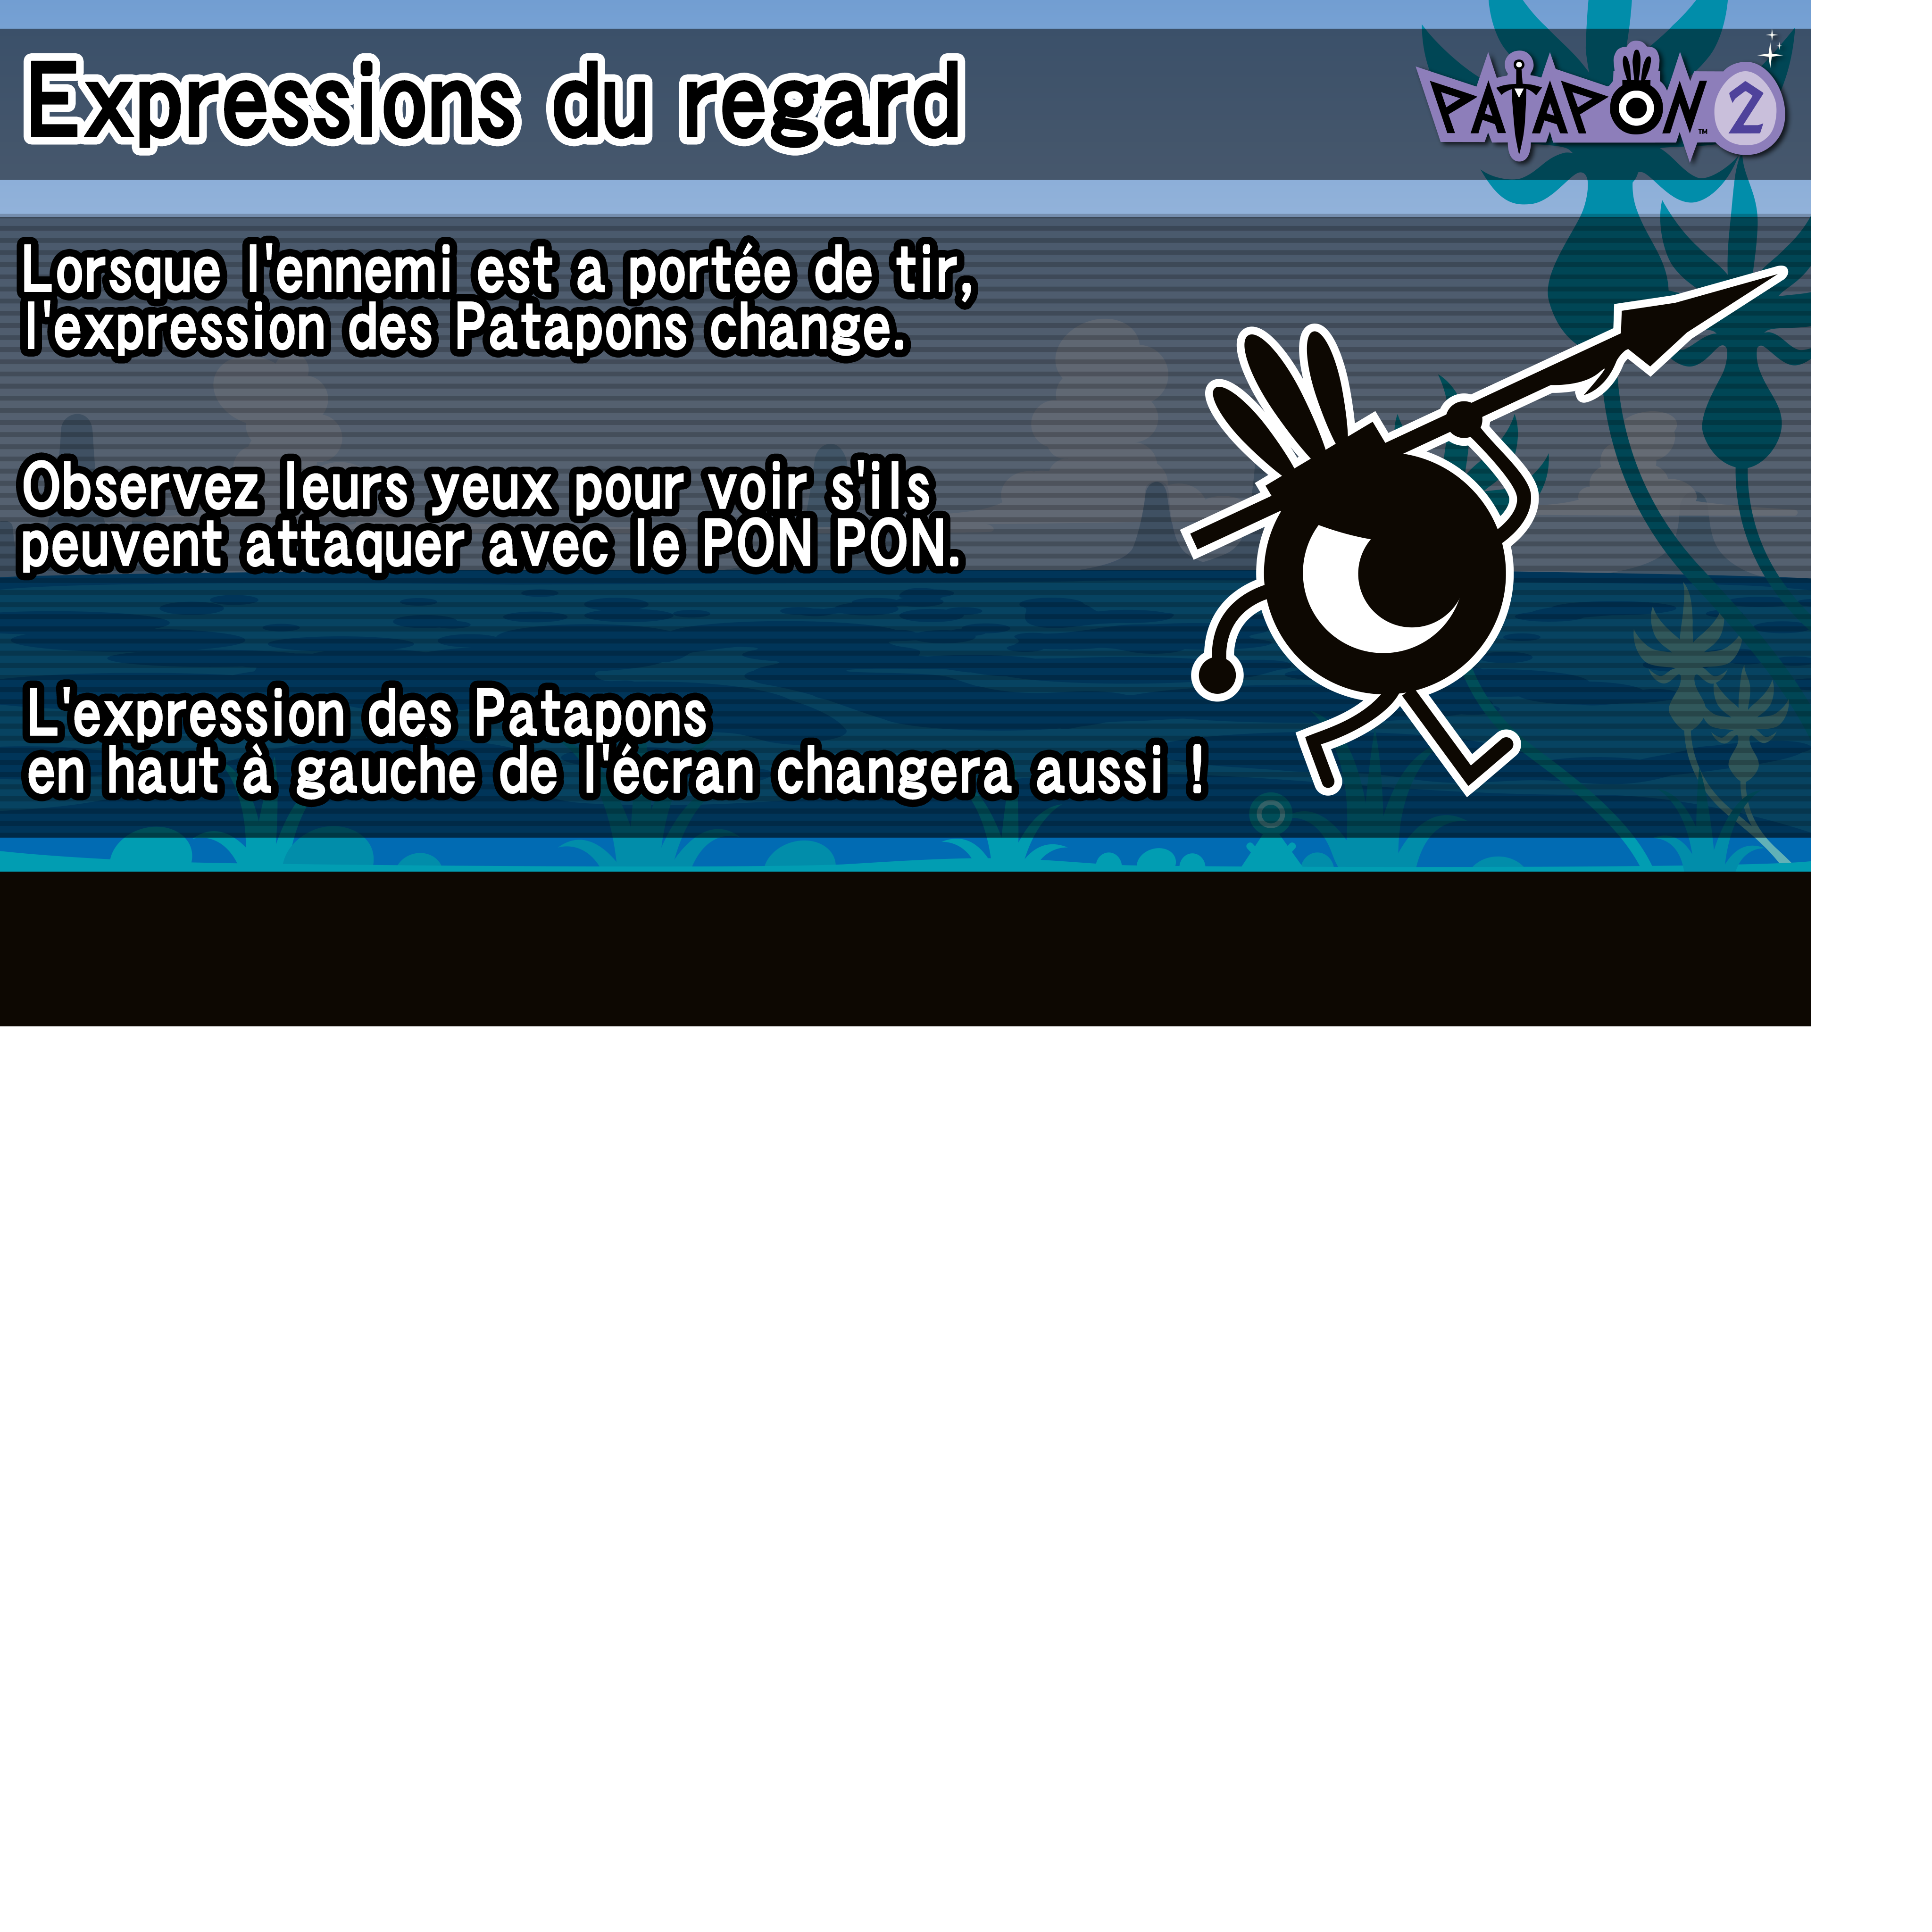 Expressions du regard
PATAPON™ 2
Lorsque l'ennemi est a portée de tir,
l'expression des Patapons change.
Observez leurs yeux pour voir s'ils
peuvent attaquer avec le PON PON.
L'expression des Patapons
en haut à gauche de l'écran changera aussi !